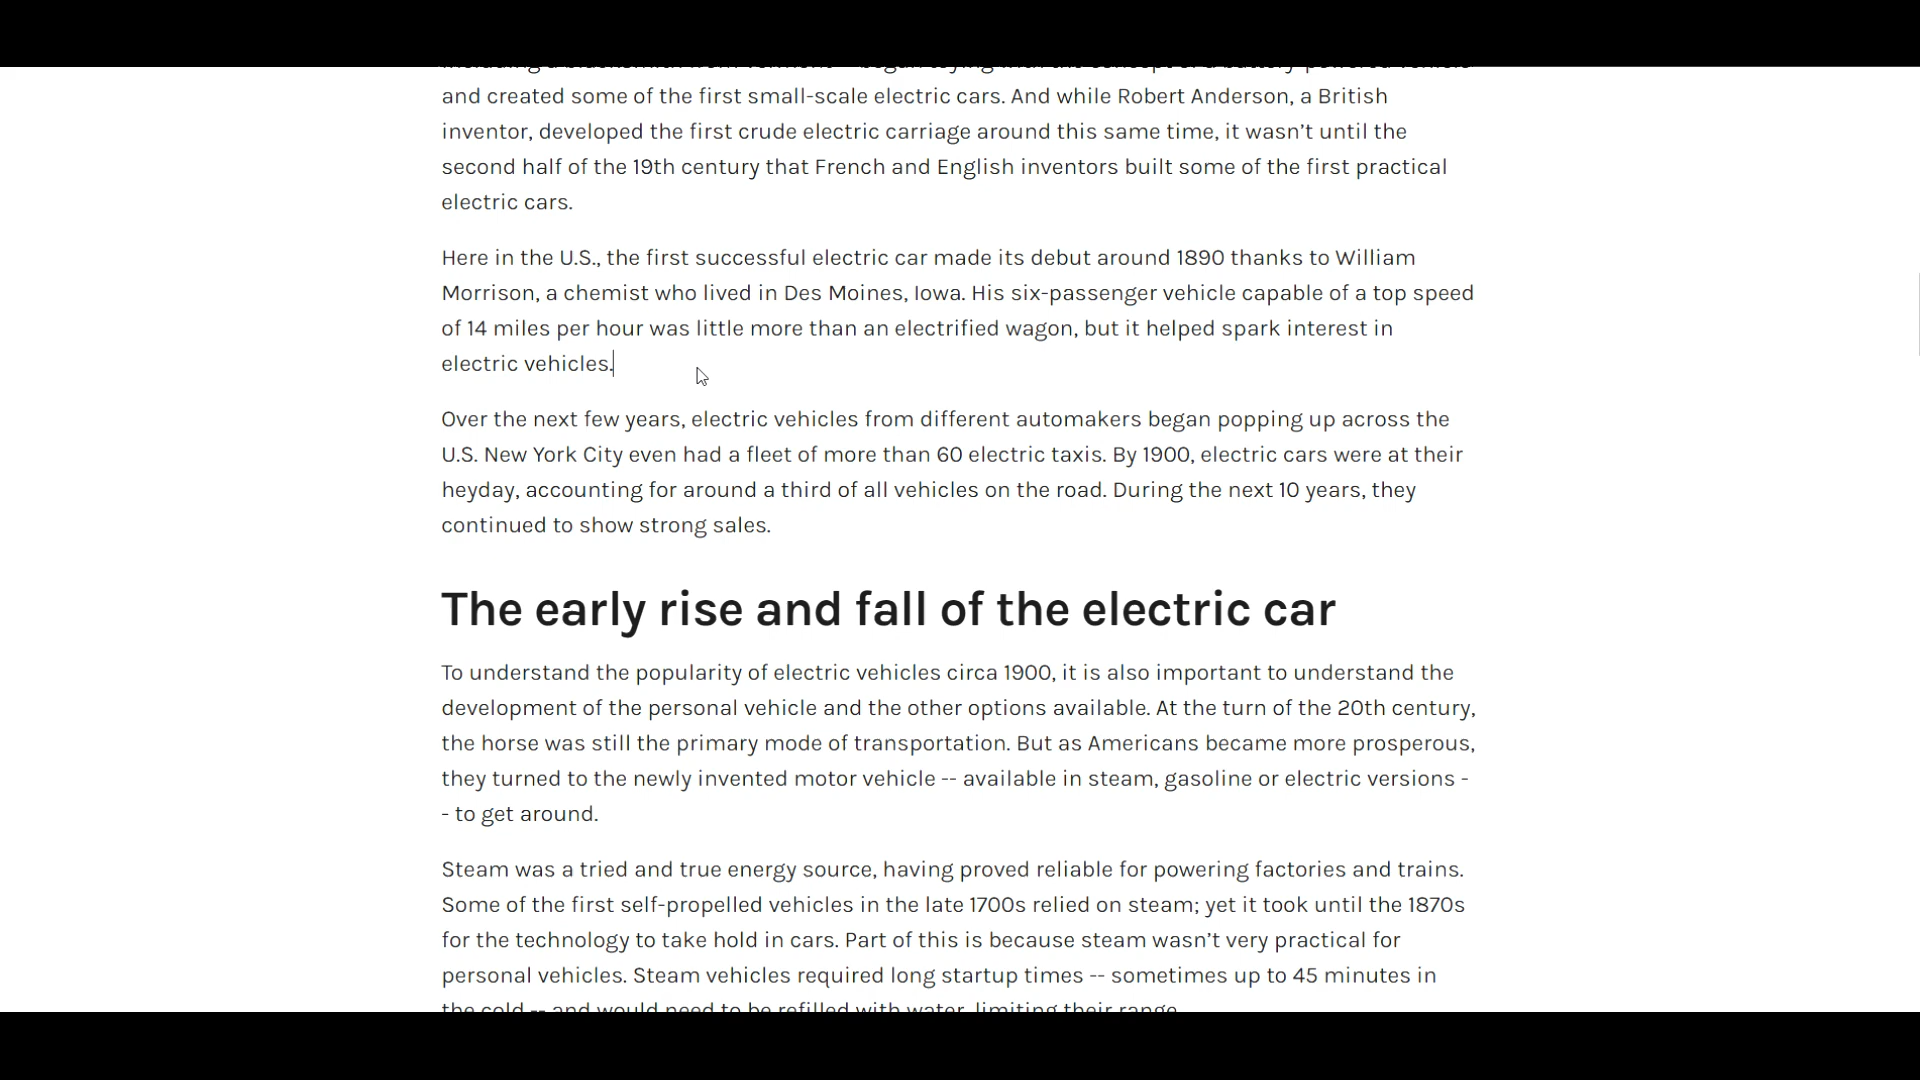 and created some of the first small-scale electric cars. And while Robert Anderson, a British
inventor, developed the first crude electric carriage around this same time, it wasn’t until the
second half of the 19th century that French and English inventors built some of the first practical
electric cars.
Here in the U.S., the first successful electric car made its debut around 1890 thanks to William
Morrison, a chemist who lived in Des Moines, Iowa. His six-passenger vehicle capable of a top speed
of 14 miles per hour was little more than an electrified wagon, but it helped spark interest in
electric vehicles.
Over the next few years, electric vehicles from different automakers began popping up across the
U.S. New York City even had a fleet of more than 60 electric taxis. By 1900, electric cars were at their
heyday, accounting for around a third of all vehicles on the road. During the next 10 years, they
continued to show strong sales.
The early rise and fall of the electric car
To understand the popularity of electric vehicles circa 1900, it is also important to understand the
development of the personal vehicle and the other options available. At the turn of the 20th century,
the horse was still the primary mode of transportation. But as Americans became more prosperous,
they turned to the newly invented motor vehicle -- available in steam, gasoline or electric versions -
- to get around.
Steam was a tried and true energy source, having proved reliable for powering factories and trains.
Some of the first self-propelled vehicles in the late 1700s relied on steam; yet it took until the 1870s
for the technology to take hold in cars. Part of this is because steam wasn’t very practical for
personal vehicles. Steam vehicles required long startup times -- sometimes up to 45 minutes in
the cold -- and would need to be refilled with water, limiting their range.